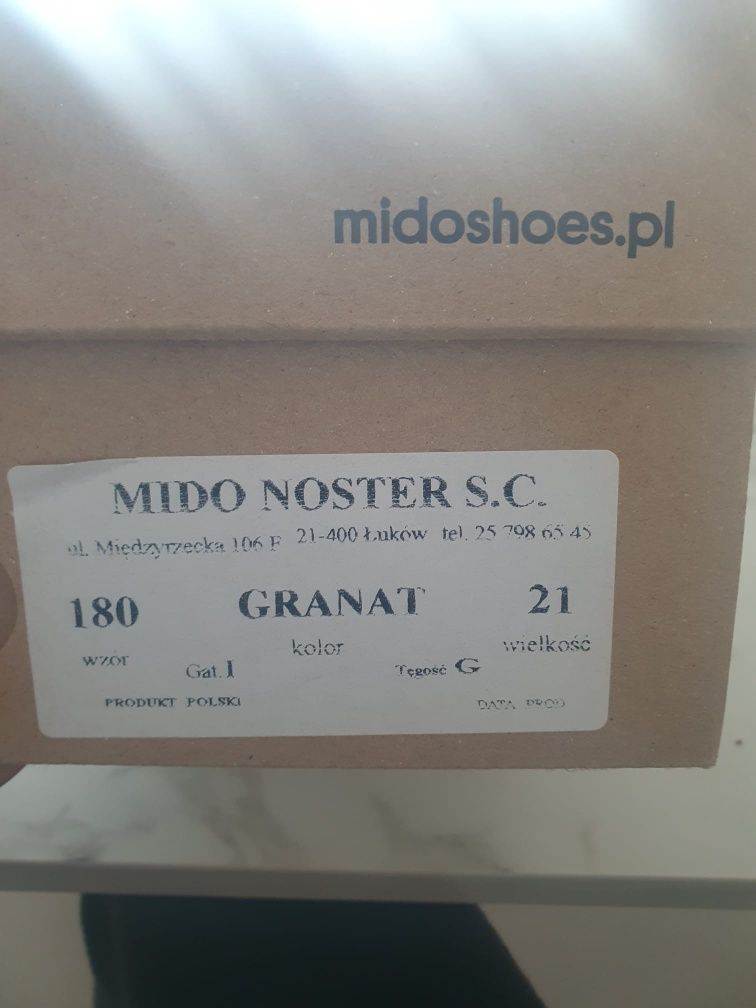 midoshoes.pl
MIDO NOSTER S.C.
ul. Międzyrzecka 106 F 21-400 Łuków tel. 25 798 65 45
180 GRANAT 21
wzór kolor wielkość
Gat. I Tęgość G
PRODUKT POLSKI DATA PROD